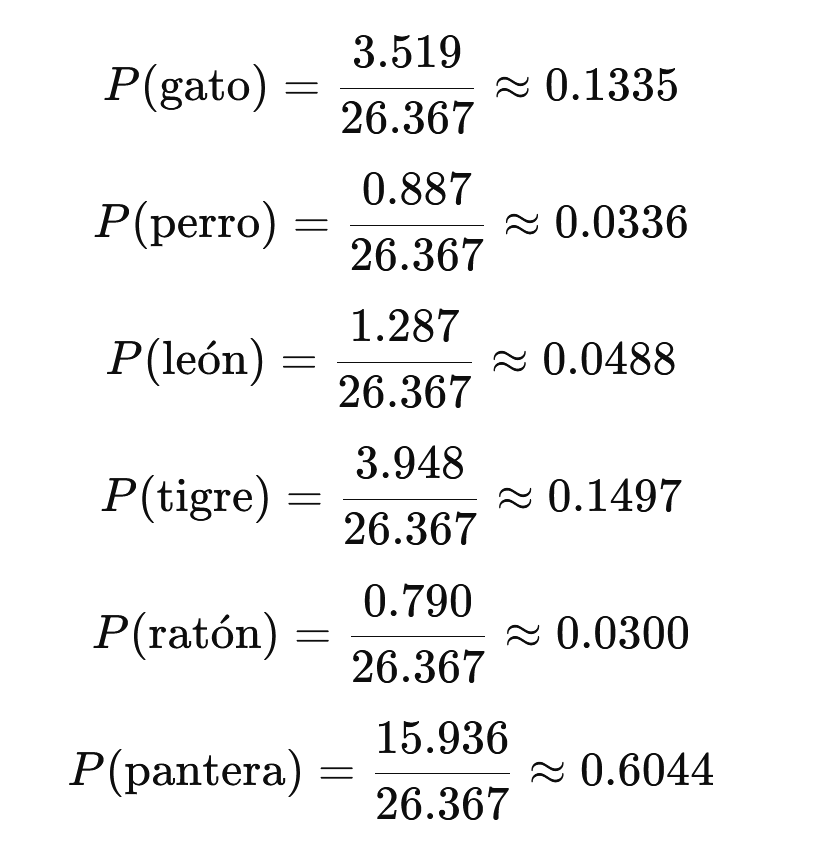 P(gato) = 3.519/26.367 ≈ 0.1335
P(perro) = 0.887/26.367 ≈ 0.0336
P(león) = 1.287/26.367 ≈ 0.0488
P(tigre) = 3.948/26.367 ≈ 0.1497
P(ratón) = 0.790/26.367 ≈ 0.0300
P(pantera) = 15.936/26.367 ≈ 0.6044